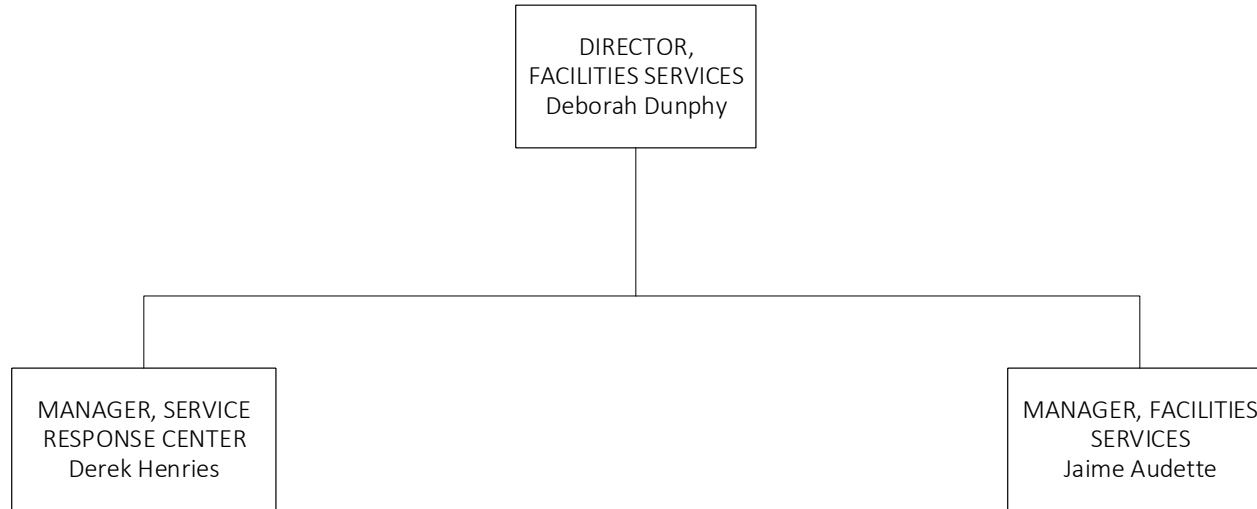 DIRECTOR,
FACILITIES SERVICES
Deborah Dunphy
MANAGER, SERVICE
RESPONSE CENTER
Derek Henries
MANAGER, FACILITIES
SERVICES
Jaime Audette